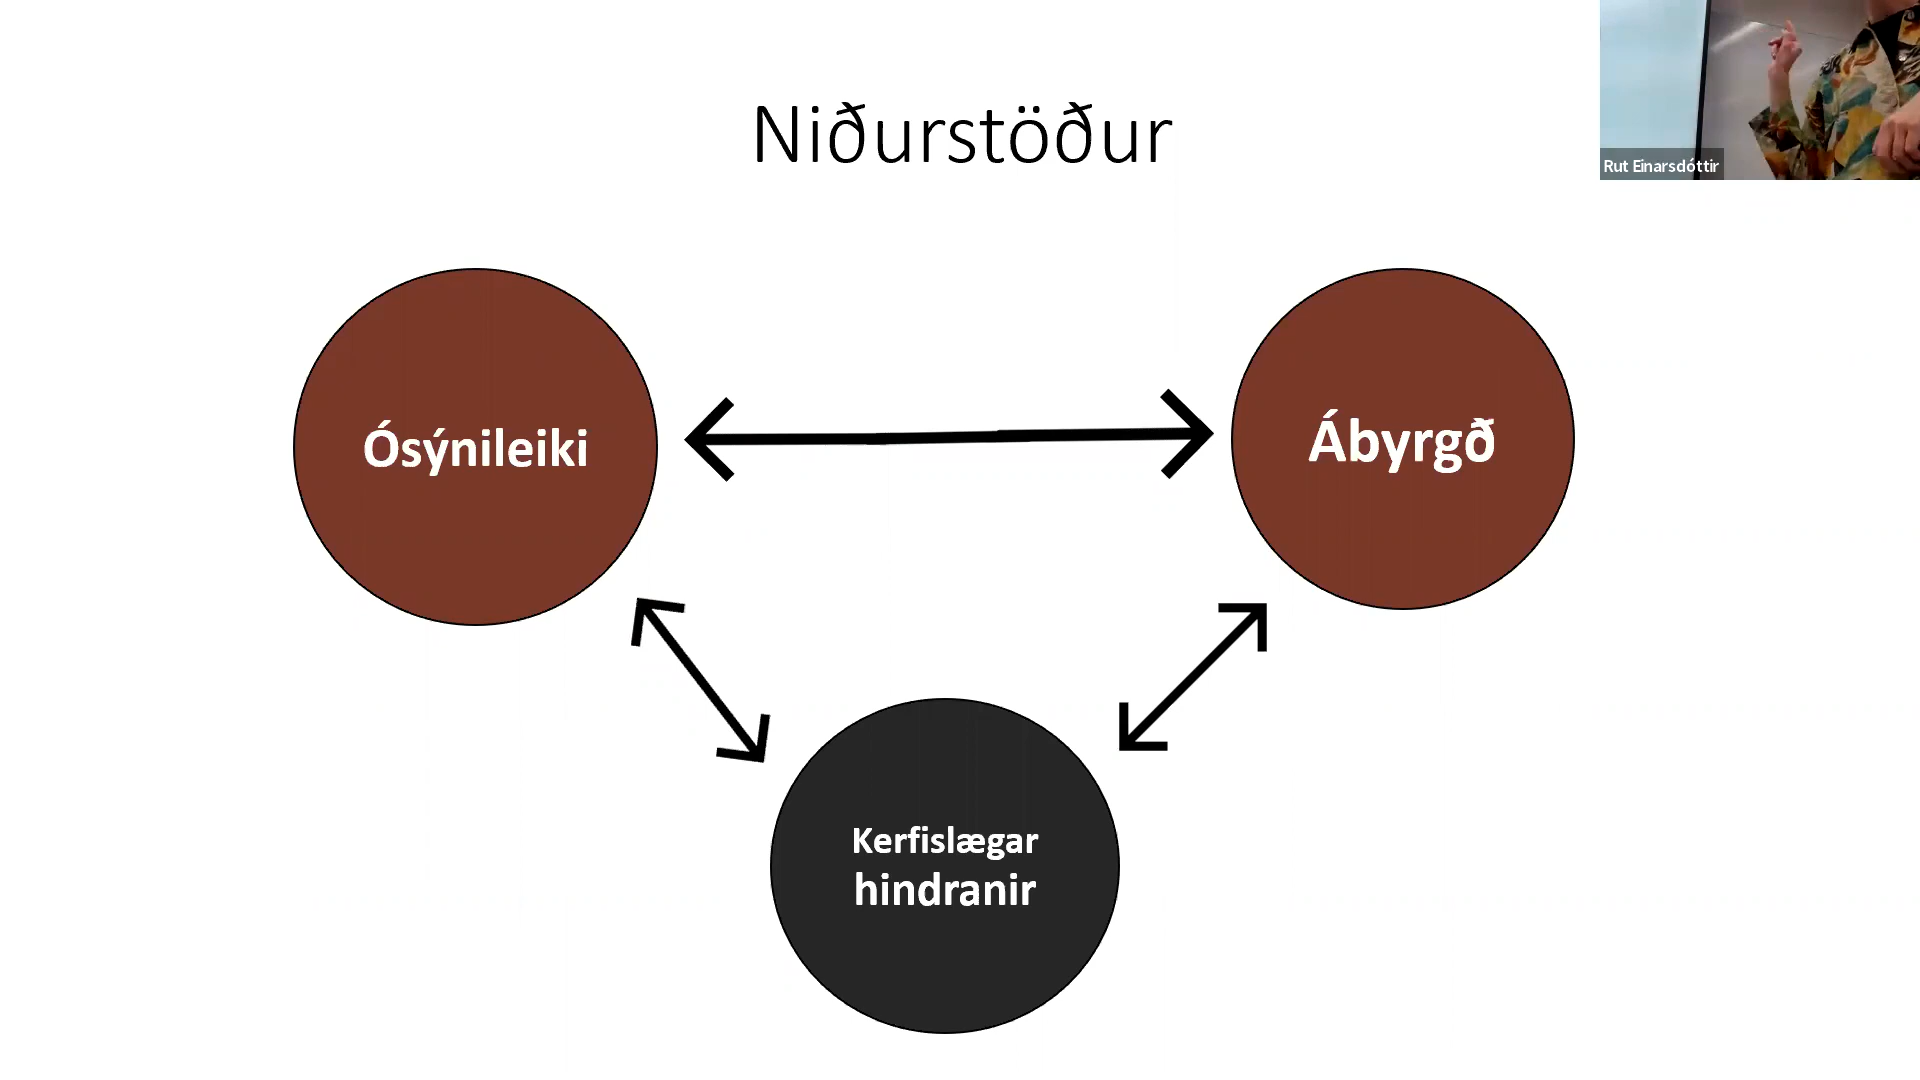 Niðurstöður
Rut Einarsdóttir
Ósýnileiki
Ábyrgð
Kerfislægar
hindranir